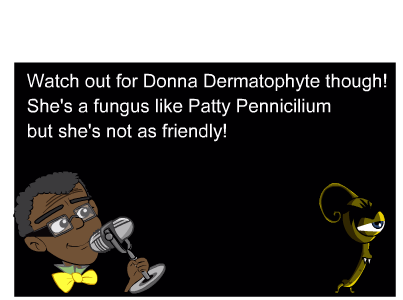 Watch out for Donna Dermatophyte though!
She's a fungus like Patty Pennicilium
but she's not as friendly!